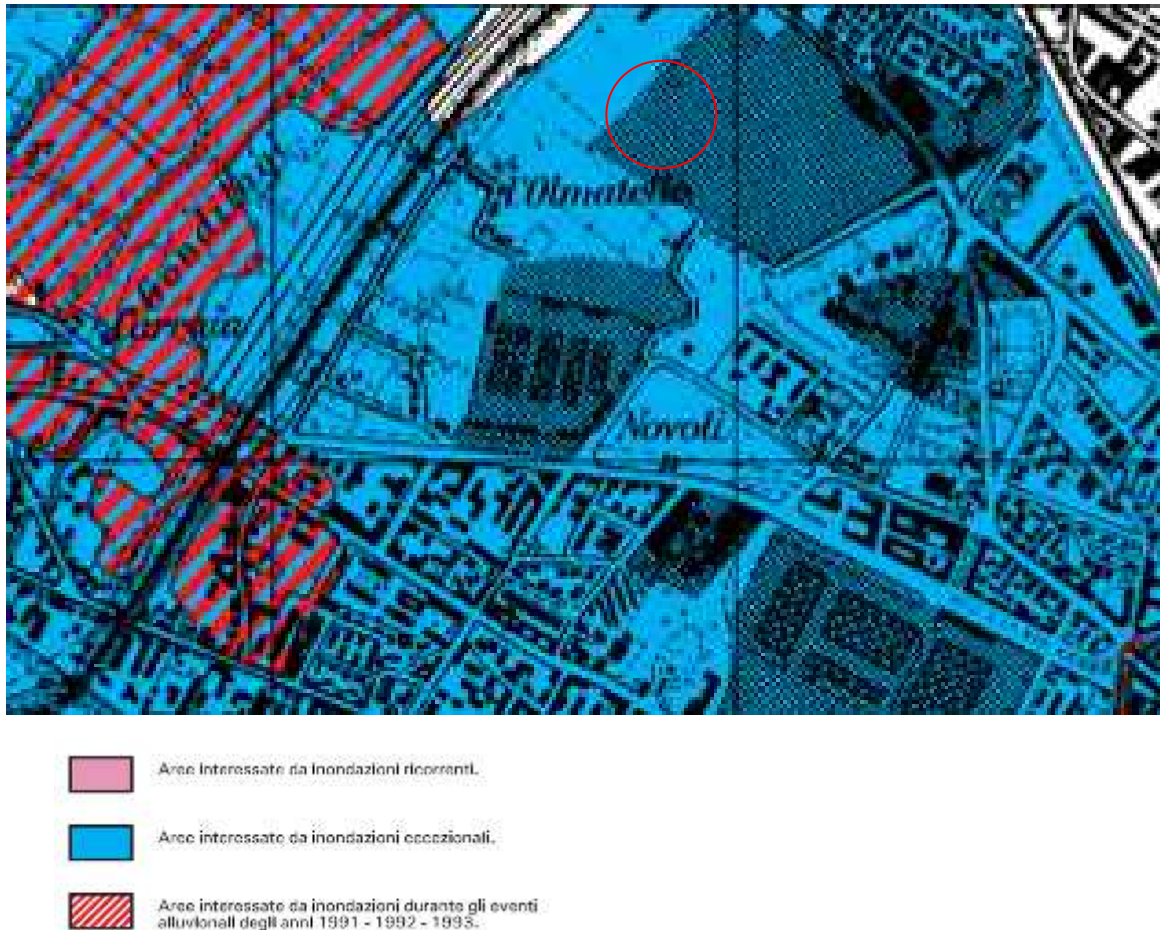 l'Olmatello
Novoli
Aree interessate da inondazioni ricorrenti.
Aree interessate da inondazioni eccezionali.
Aree interessate da inondazioni durante gli eventi
alluvionali degli anni 1991 - 1992 - 1993.